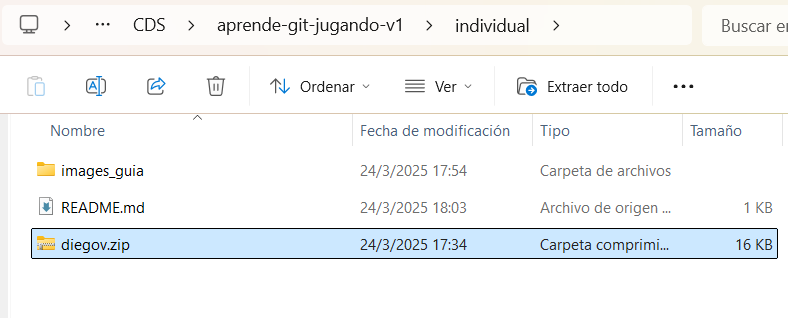 CDS aprende-git-jugando-v1 individual Buscar en
Ordenar Ver Extraer todo
Nombre Fecha de modificación Tipo Tamaño
images_guia 24/3/2025 17:54 Carpeta de archivos
README.md 24/3/2025 18:03 Archivo de origen ... 1 KB
diegov.zip 24/3/2025 17:34 Carpeta comprimi... 16 KB